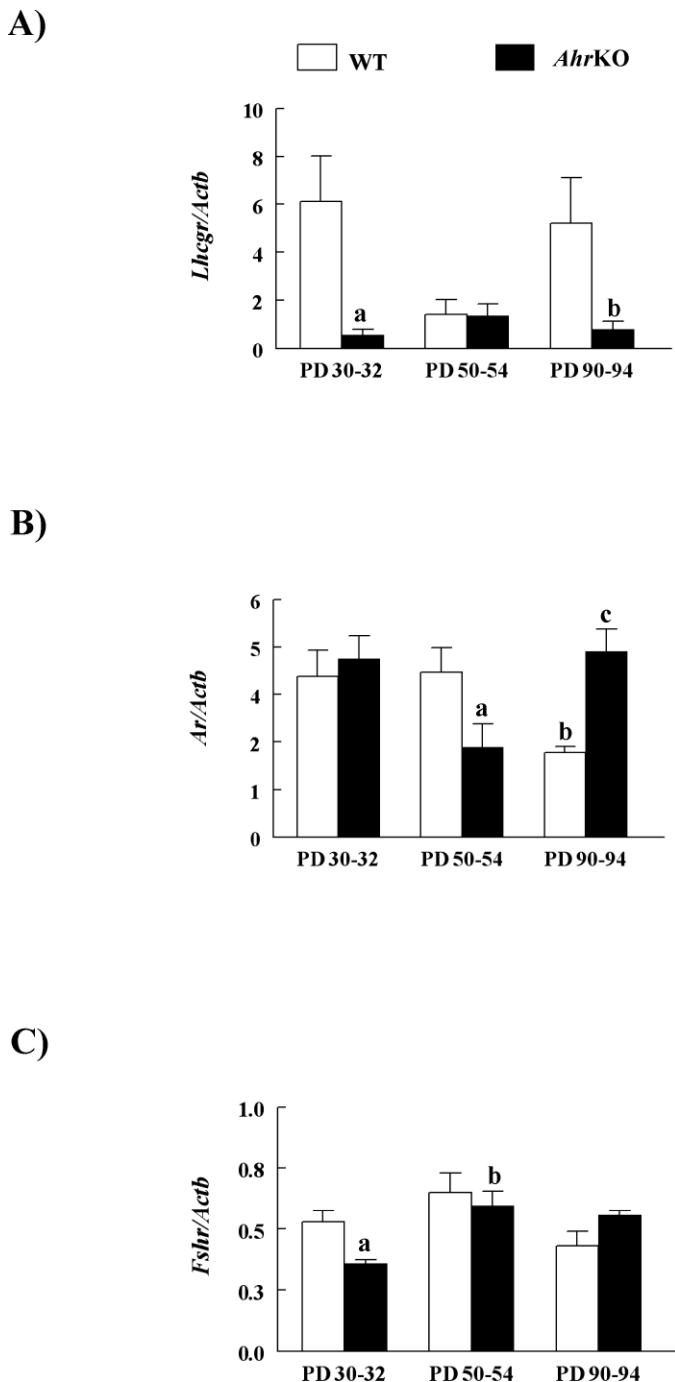 A)
WT AhrKO
10
8
6
4
2
0
Lhcgr/Actb
a
b
PD 30-32 PD 50-54 PD 90-94
B)
6
5
4
2
1
0
Ar/Actb
a
b
c
PD 30-32 PD 50-54 PD 90-94
C)
1.0
0.8
0.5
0.3
0.0
Fshr/Actb
a
b
PD 30-32 PD 50-54 PD 90-94